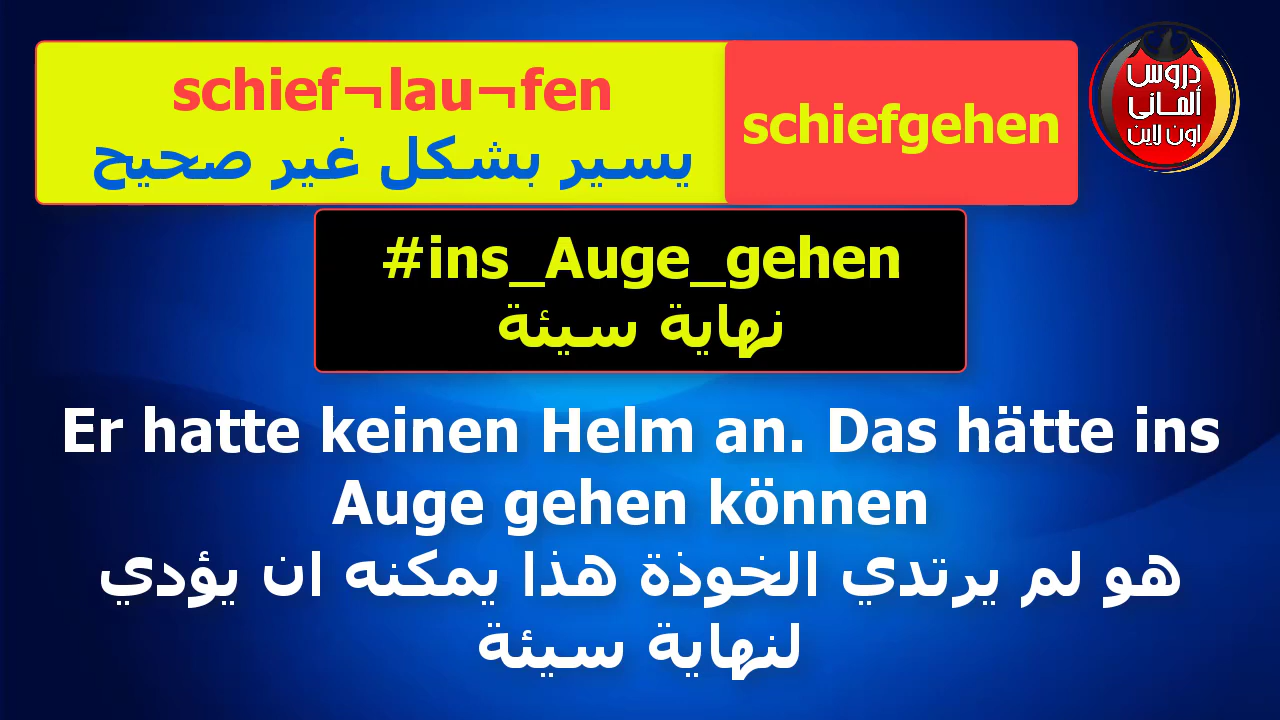 schief¬lau¬fen
يسير بشكل غير صحيح
schiefgehen
دروس
ألمانى
اون لاين
#ins_Auge_gehen
نهاية سيئة
Er hatte keinen Helm an. Das hätte ins
Auge gehen können
هو لم يرتدي الخوذة هذا يمكنه ان يؤدي
لنهاية سيئة